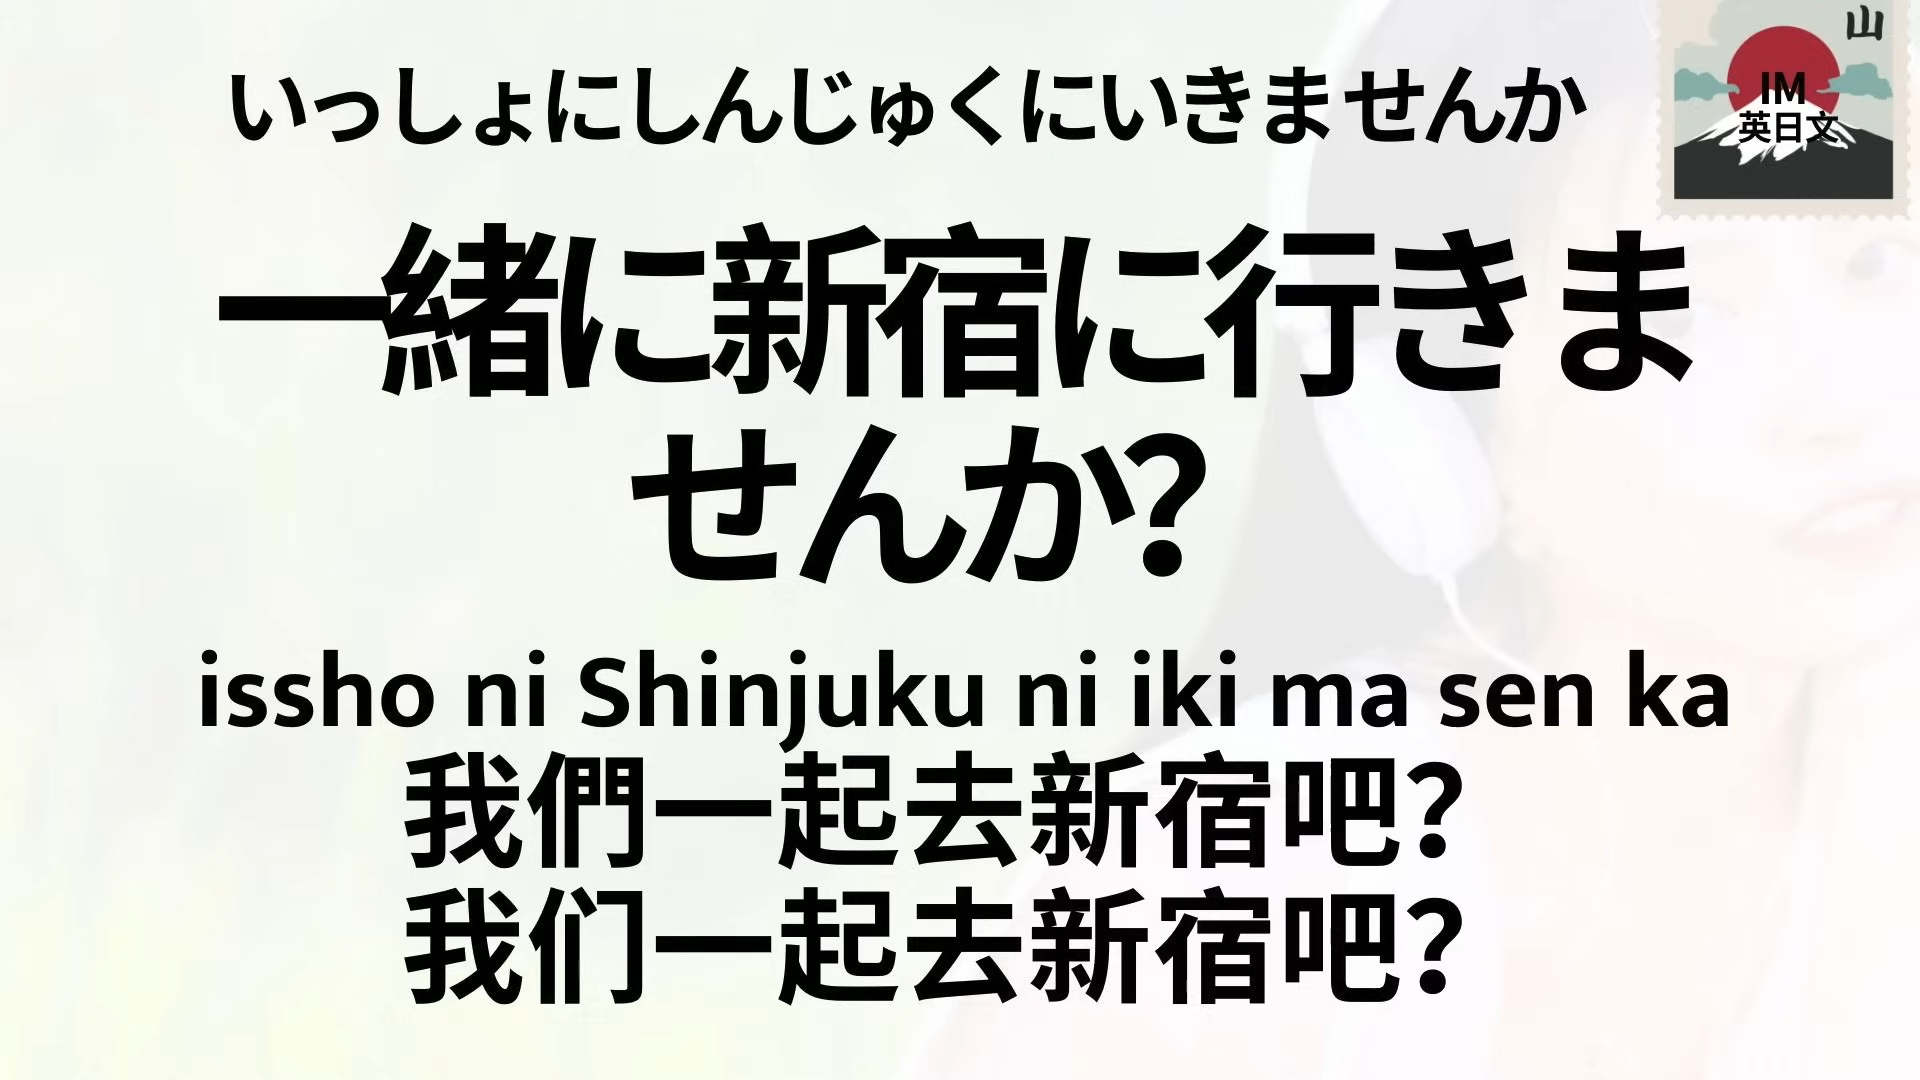 山
IM
英日文
いっしょにしんじゅくにいきませんか
一緒に新宿に行きま
せんか？
issho ni Shinjuku ni iki ma sen ka
我們一起去新宿吧？
我们一起去新宿吧？